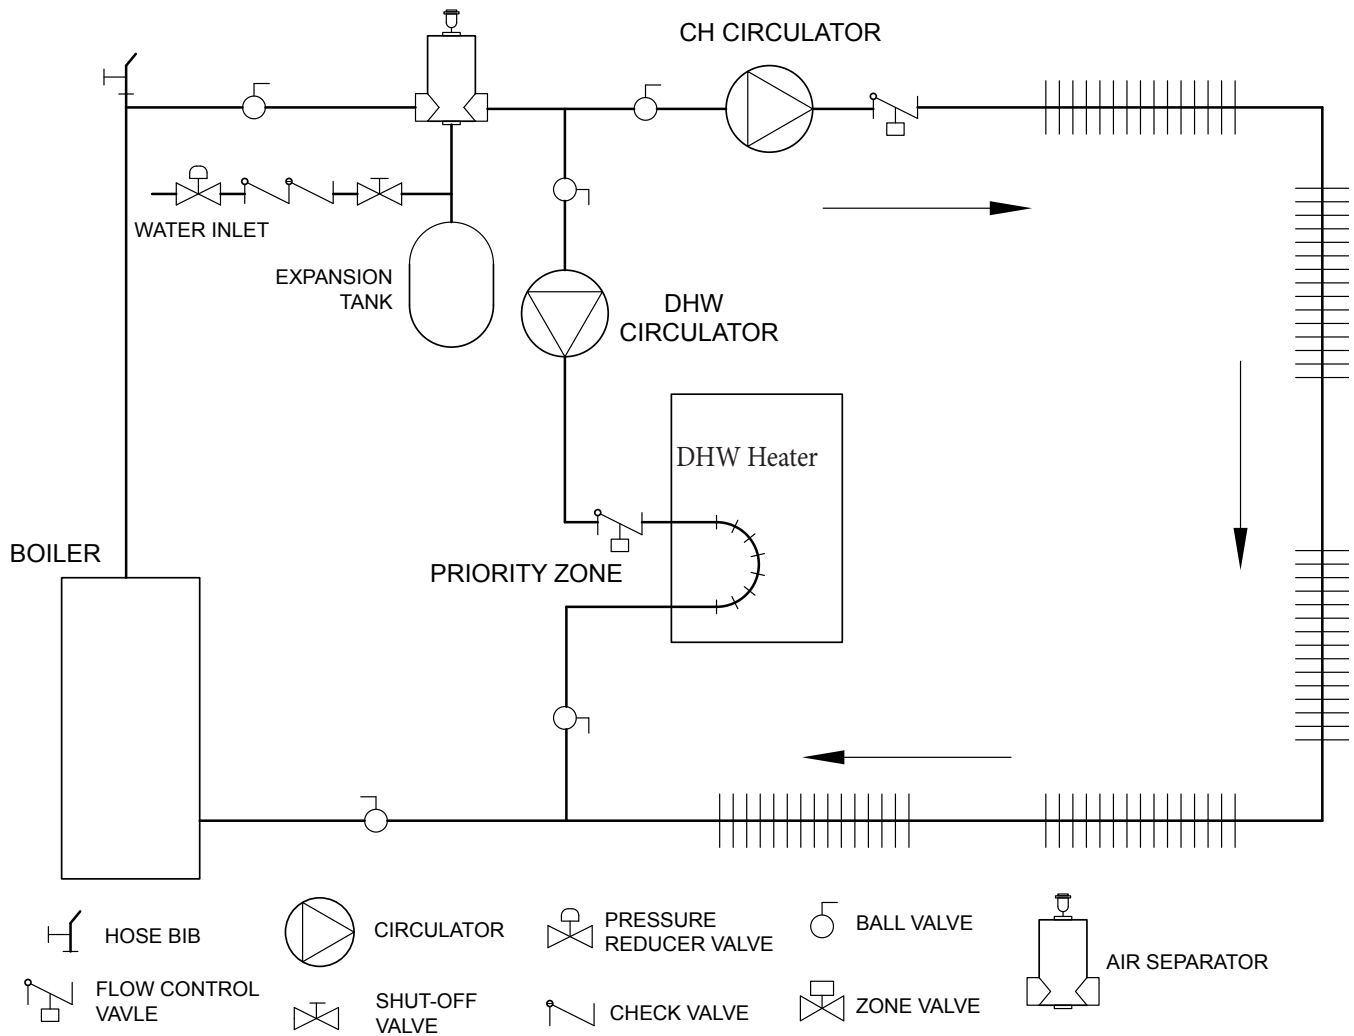 CH CIRCULATOR
WATER INLET
EXPANSION
TANK
DHW
CIRCULATOR
DHW Heater
BOILER
PRIORITY ZONE
HOSE BIB
CIRCULATOR
PRESSURE
REDUCER VALVE
BALL VALVE
AIR SEPARATOR
FLOW CONTROL
VAVLE
SHUT-OFF
VALVE
CHECK VALVE
ZONE VALVE